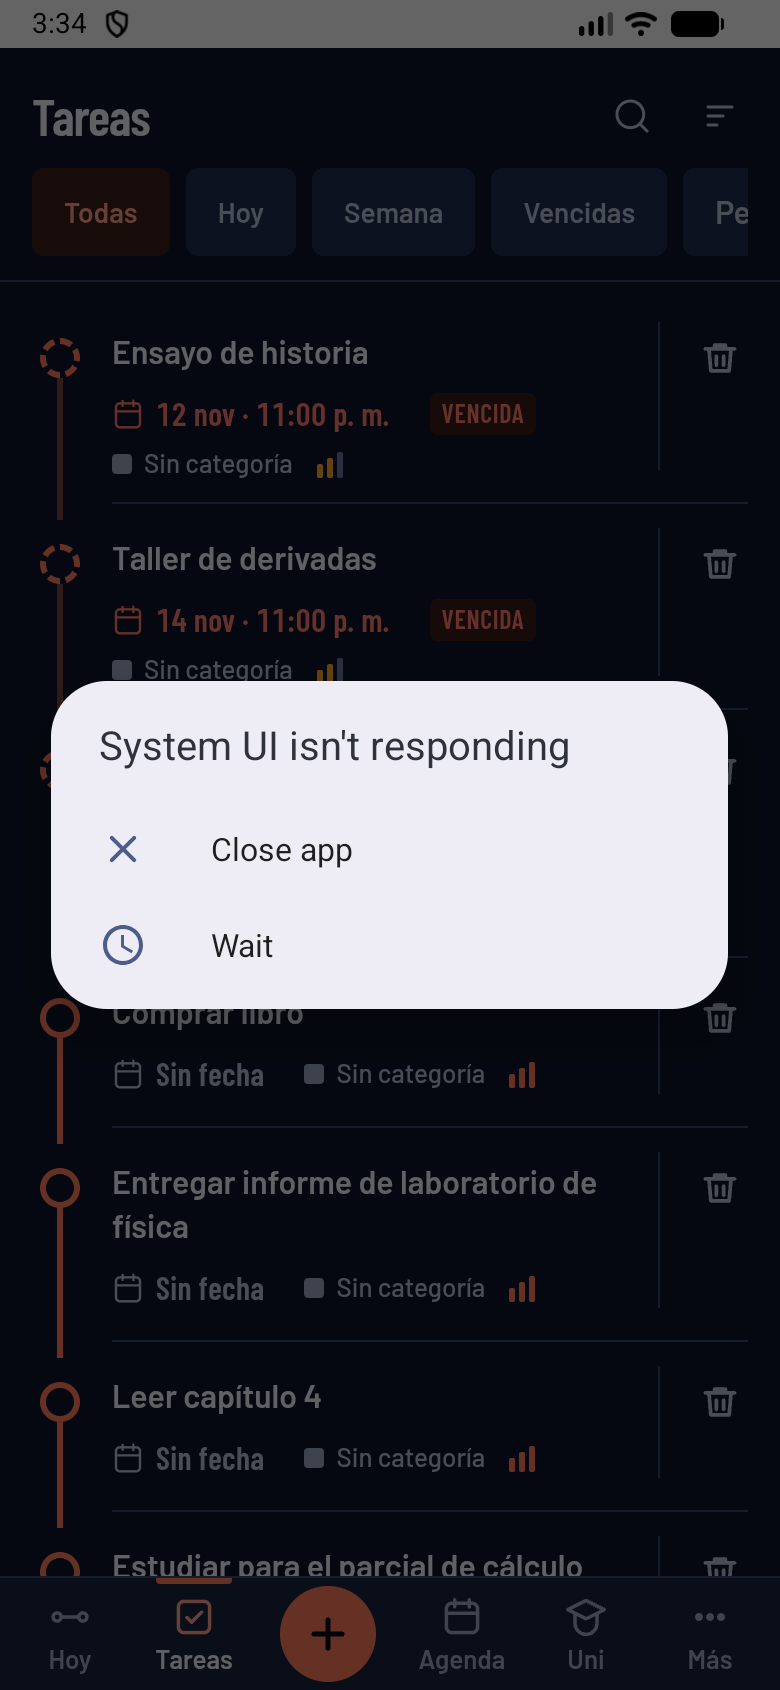 3:34
Tareas
Todas
Hoy
Semana
Vencidas
Pe
Ensayo de historia
12 nov · 11:00 p. m.
VENCIDA
Sin categoría
Taller de derivadas
14 nov · 11:00 p. m.
VENCIDA
Sin categoría
System UI isn't responding
Close app
Wait
Comprar libro
Sin fecha
Sin categoría
Entregar informe de laboratorio de
física
Sin fecha
Sin categoría
Leer capítulo 4
Sin fecha
Sin categoría
Estudiar para el parcial de cálculo
Hoy
Tareas
Agenda
Uni
Más